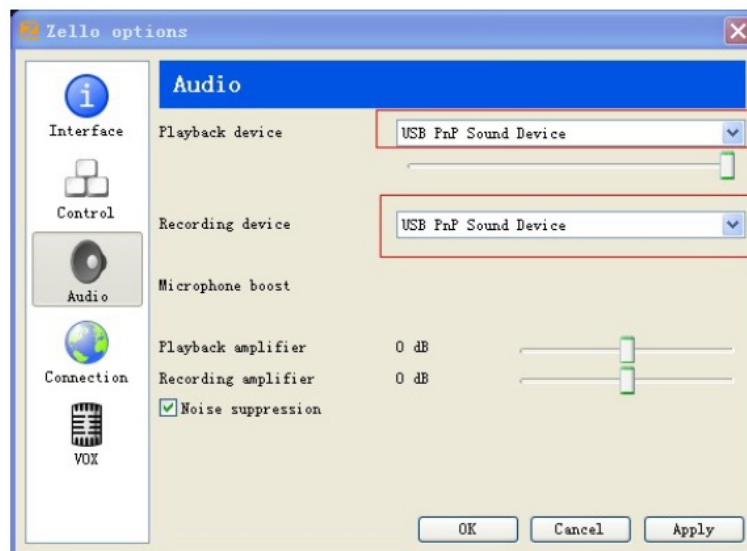 Zello options
Interface
Control
Audio
Connection
VOX
Audio
Playback device
USB PnP Sound Device
Recording device
USB PnP Sound Device
Microphone boost
Playback amplifier
0 dB
Recording amplifier
0 dB
Noise suppression
OK
Cancel
Apply